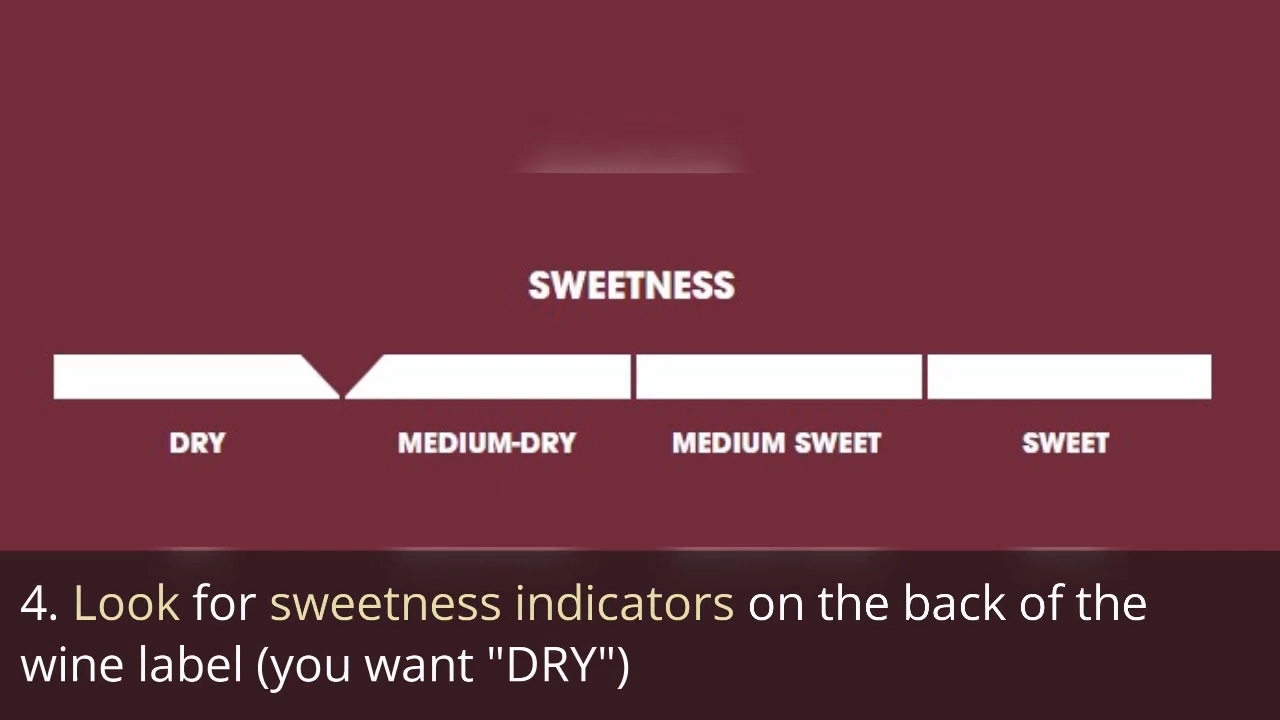 SWEETNESS
DRY
MEDIUM-DRY
MEDIUM SWEET
SWEET
4. Look for sweetness indicators on the back of the
wine label (you want "DRY")